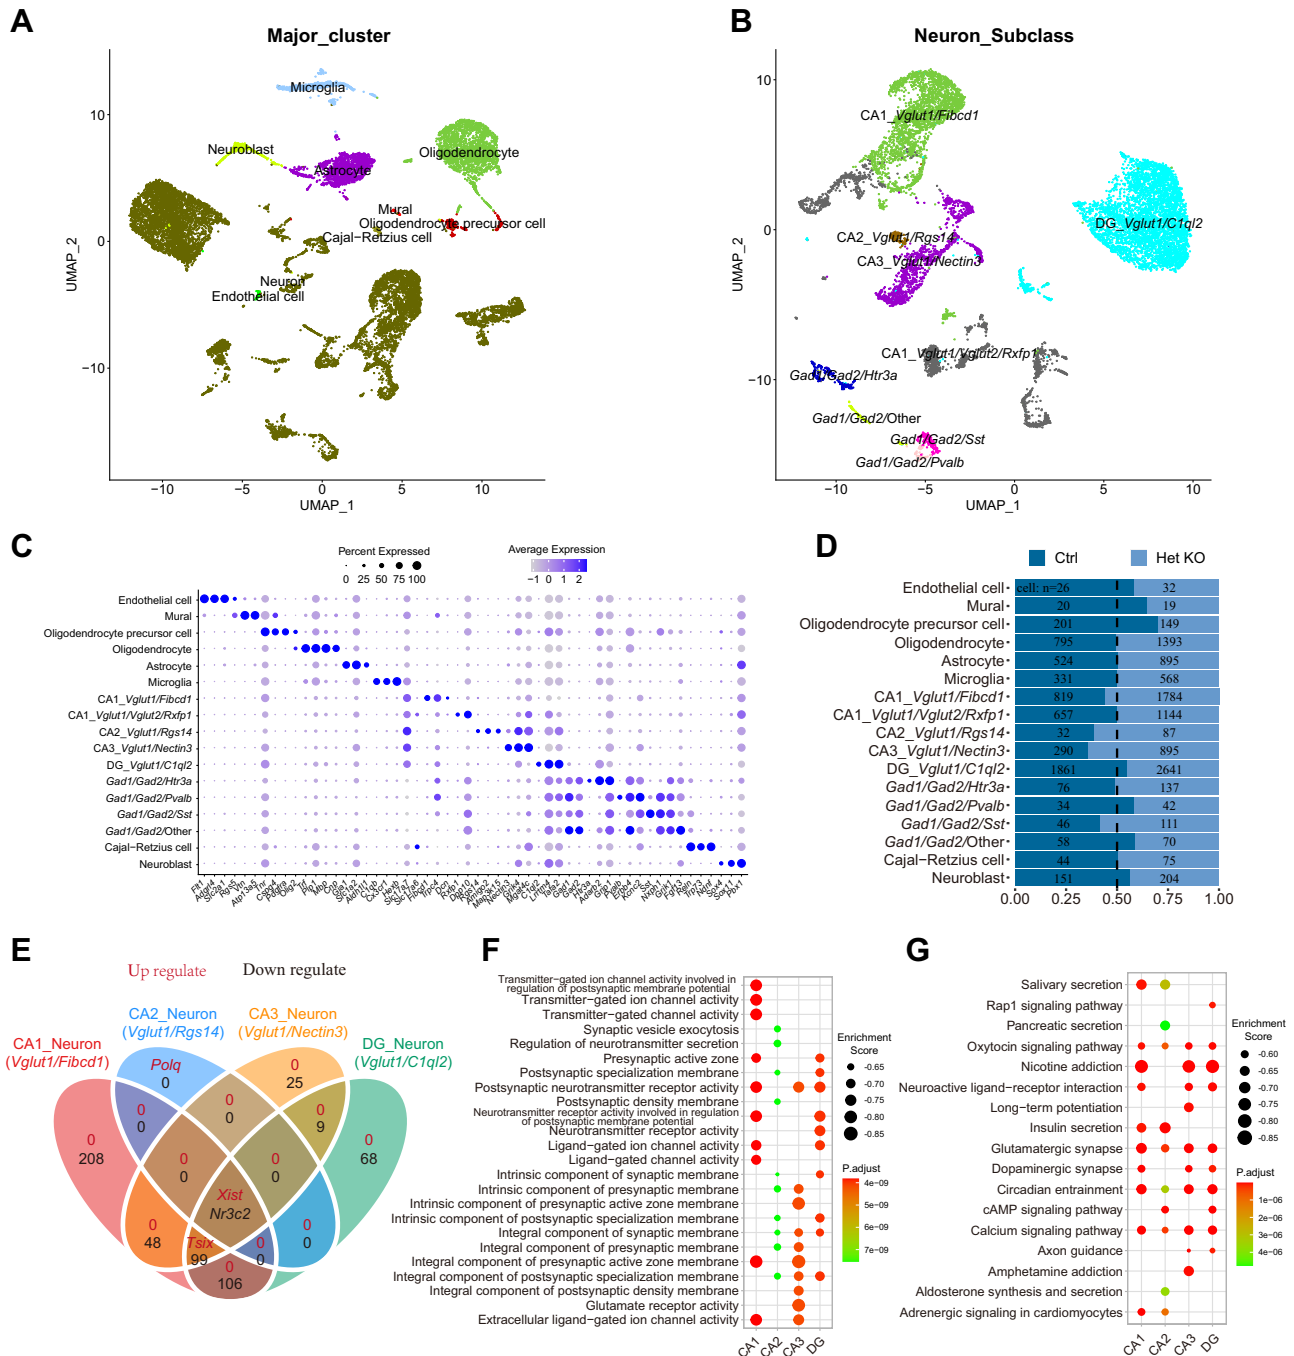 A
Major_cluster
Microglia
Neuroblast
Astrocyte
Oligodendrocyte
Mural
Oligodendrocyte precursor cell
Cajal-Retzius cell
Neuron
Endothelial cell
10
0
−10
UMAP_2
−10
−5
0
5
10
UMAP_1
B
Neuron_Subclass
CA1_Vglut1/Fibcd1
DG_Vglut1/C1ql2
CA2_Vglut1/Rgs14
CA3_Vglut1/Nectin3
CA1_Vglut1/Vglut2/Rxfp1
Gad1/Gad2/Htr3a
Gad1/Gad2/Other
Gad1/Gad2/Sst
Gad1/Gad2/Pvalb
10
0
−10
UMAP_2
−10
−5
0
5
10
UMAP_1
C
Percent Expressed
0 25 50 75 100
Average Expression
−1 0 1 2
Endothelial cell
Mural
Oligodendrocyte precursor cell
Oligodendrocyte
Astrocyte
Microglia
CA1_Vglut1/Fibcd1
CA1_Vglut1/Vglut2/Rxfp1
CA2_Vglut1/Rgs14
CA3_Vglut1/Nectin3
DG_Vglut1/C1ql2
Gad1/Gad2/Htr3a
Gad1/Gad2/Pvalb
Gad1/Gad2/Sst
Gad1/Gad2/Other
Cajal−Retzius cell
Neuroblast
D
Ctrl
Het KO
Endothelial cell cell: n=26 32
Mural 20 19
Oligodendrocyte precursor cell 201 149
Oligodendrocyte 795 1393
Astrocyte 524 895
Microglia 331 568
CA1_Vglut1/Fibcd1 819 1784
CA1_Vglut1/Vglut2/Rxfp1 657 1144
CA2_Vglut1/Rgs14 32 87
CA3_Vglut1/Nectin3 290 895
DG_Vglut1/C1ql2 1861 2641
Gad1/Gad2/Htr3a 76 137
Gad1/Gad2/Pvalb 34 42
Gad1/Gad2/Sst 46 111
Gad1/Gad2/Other 58 70
Cajal−Retzius cell 44 75
Neuroblast 151 204
0.00 0.25 0.50 0.75 1.00
E
Up regulate
Down regulate
CA2_Neuron
(Vglut1/Rgs14)
CA3_Neuron
(Vglut1/Nectin3)
CA1_Neuron
(Vglut1/Fibcd1)
DG_Neuron
(Vglut1/C1ql2)
Polq
0
0
25
0
0
0
0
0
9
0
208
0
68
0
0
0
0
Xist
Nr3c2
0
48
Tsix
99
0
0
0
0
0
106
F
Transmitter-gated ion channel activity involved in
regulation of postsynaptic membrane potential
Transmitter-gated ion channel activity
Transmitter-gated channel activity
Synaptic vesicle exocytosis
Regulation of neurotransmitter secretion
Presynaptic active zone
Postsynaptic specialization membrane
Postsynaptic neurotransmitter receptor activity
Postsynaptic density membrane
Neurotransmitter receptor activity involved in regulation
of postsynaptic membrane potential
Neurotransmitter receptor activity
Ligand−gated ion channel activity
Ligand−gated channel activity
Intrinsic component of synaptic membrane
Intrinsic component of presynaptic membrane
Intrinsic component of presynaptic active zone membrane
Intrinsic component of postsynaptic specialization membrane
Integral component of synaptic membrane
Integral component of presynaptic membrane
Integral component of presynaptic active zone membrane
Integral component of postsynaptic specialization membrane
Integral component of postsynaptic density membrane
Glutamate receptor activity
Extracellular ligand−gated ion channel activity
CA1
CA2
CA3
DG
Enrichment
Score
-0.65
-0.70
-0.75
-0.80
-0.85
P.adjust
4e−09
5e−09
6e−09
7e−09
G
Salivary secretion
Rap1 signaling pathway
Pancreatic secretion
Oxytocin signaling pathway
Nicotine addiction
Neuroactive ligand−receptor interaction
Long−term potentiation
Insulin secretion
Glutamatergic synapse
Dopaminergic synapse
Circadian entrainment
cAMP signaling pathway
Calcium signaling pathway
Axon guidance
Amphetamine addiction
Aldosterone synthesis and secretion
Adrenergic signaling in cardiomyocytes
CA1
CA2
CA3
DG
Enrichment
Score
-0.60
-0.65
-0.70
-0.75
-0.80
-0.85
P.adjust
1e−06
2e−06
3e−06
4e−06